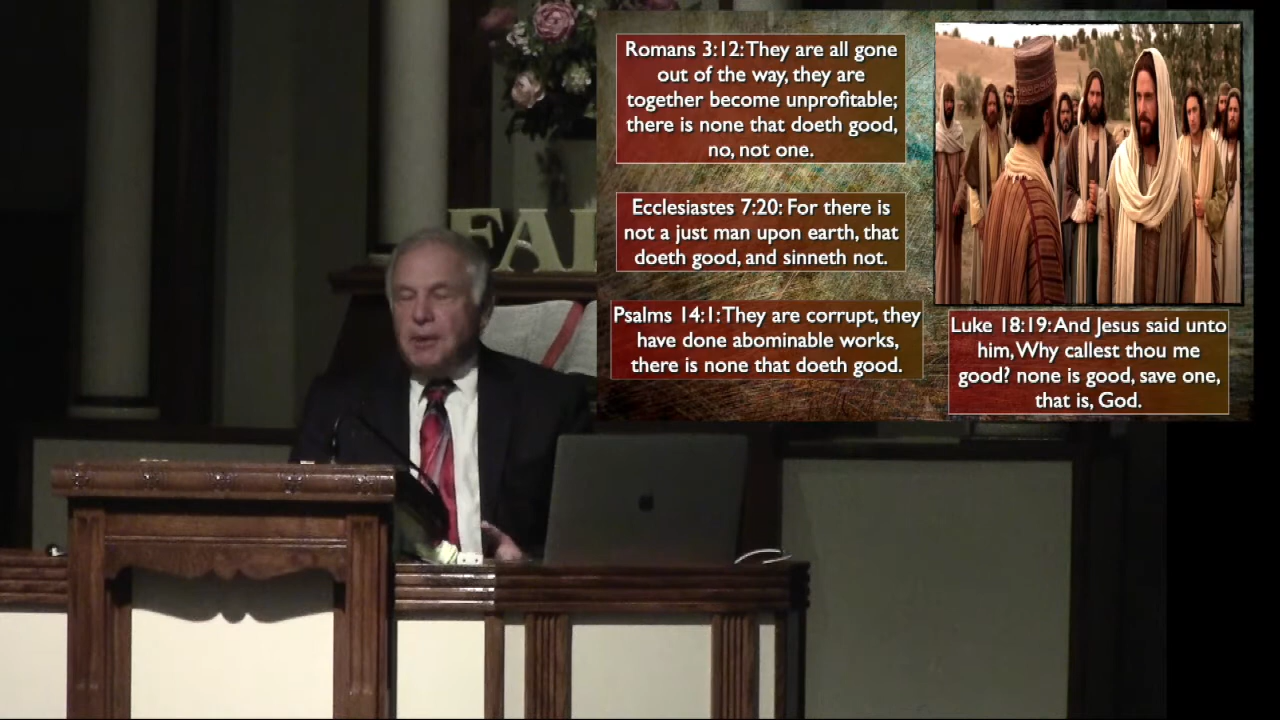 Romans 3:12: They are all gone
out of the way, they are
together become unprofitable;
there is none that doeth good,
no, not one.
Ecclesiastes 7:20: For there is
not a just man upon earth, that
doeth good, and sinneth not.
Psalms 14:1: They are corrupt, they
have done abominable works,
there is none that doeth good.
Luke 18:19: And Jesus said unto
him, Why callest thou me
good? none is good, save one,
that is, God.
FAI